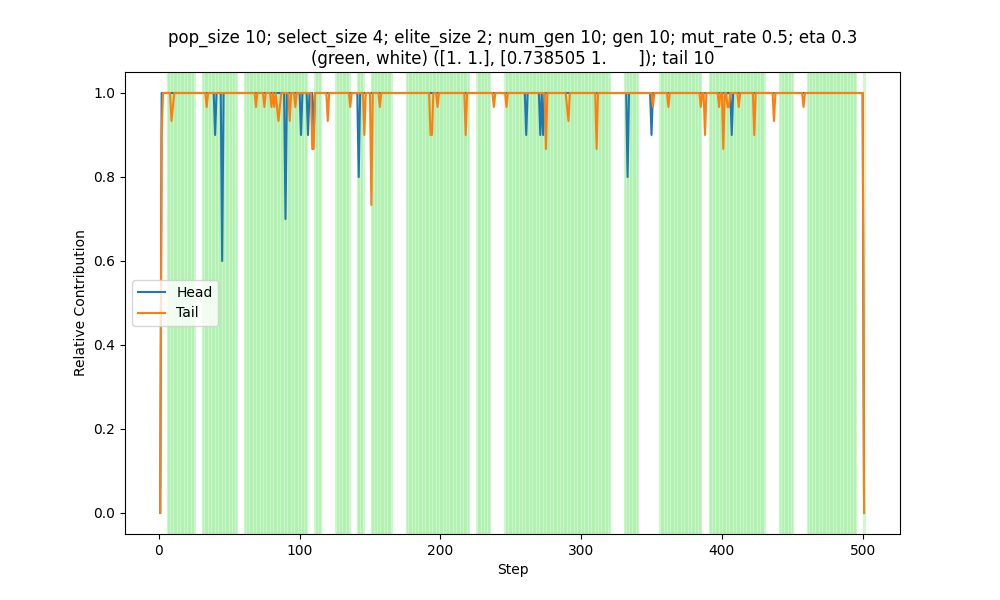 pop_size 10; select_size 4; elite_size 2; num_gen 10; gen 10; mut_rate 0.5; eta 0.3
(green, white) ([1. 1.], [0.738505 1.      ]); tail 10
1.0
0.8
0.6
0.4
0.2
0.0
Relative Contribution
Head
Tail
0 100 200 300 400 500
Step